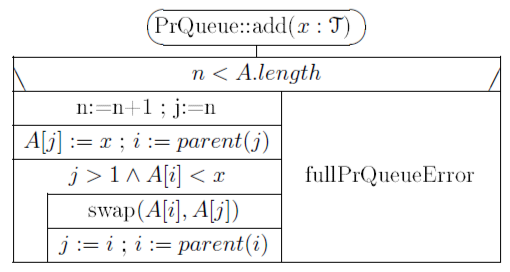 PrQueue::add(x : 𝒯)
n < A.length
n:=n+1 ; j:=n
A[j] := x ; i := parent(j)
j > 1 ∧ A[i] < x
swap(A[i], A[j])
j := i ; i := parent(i)
fullPrQueueError